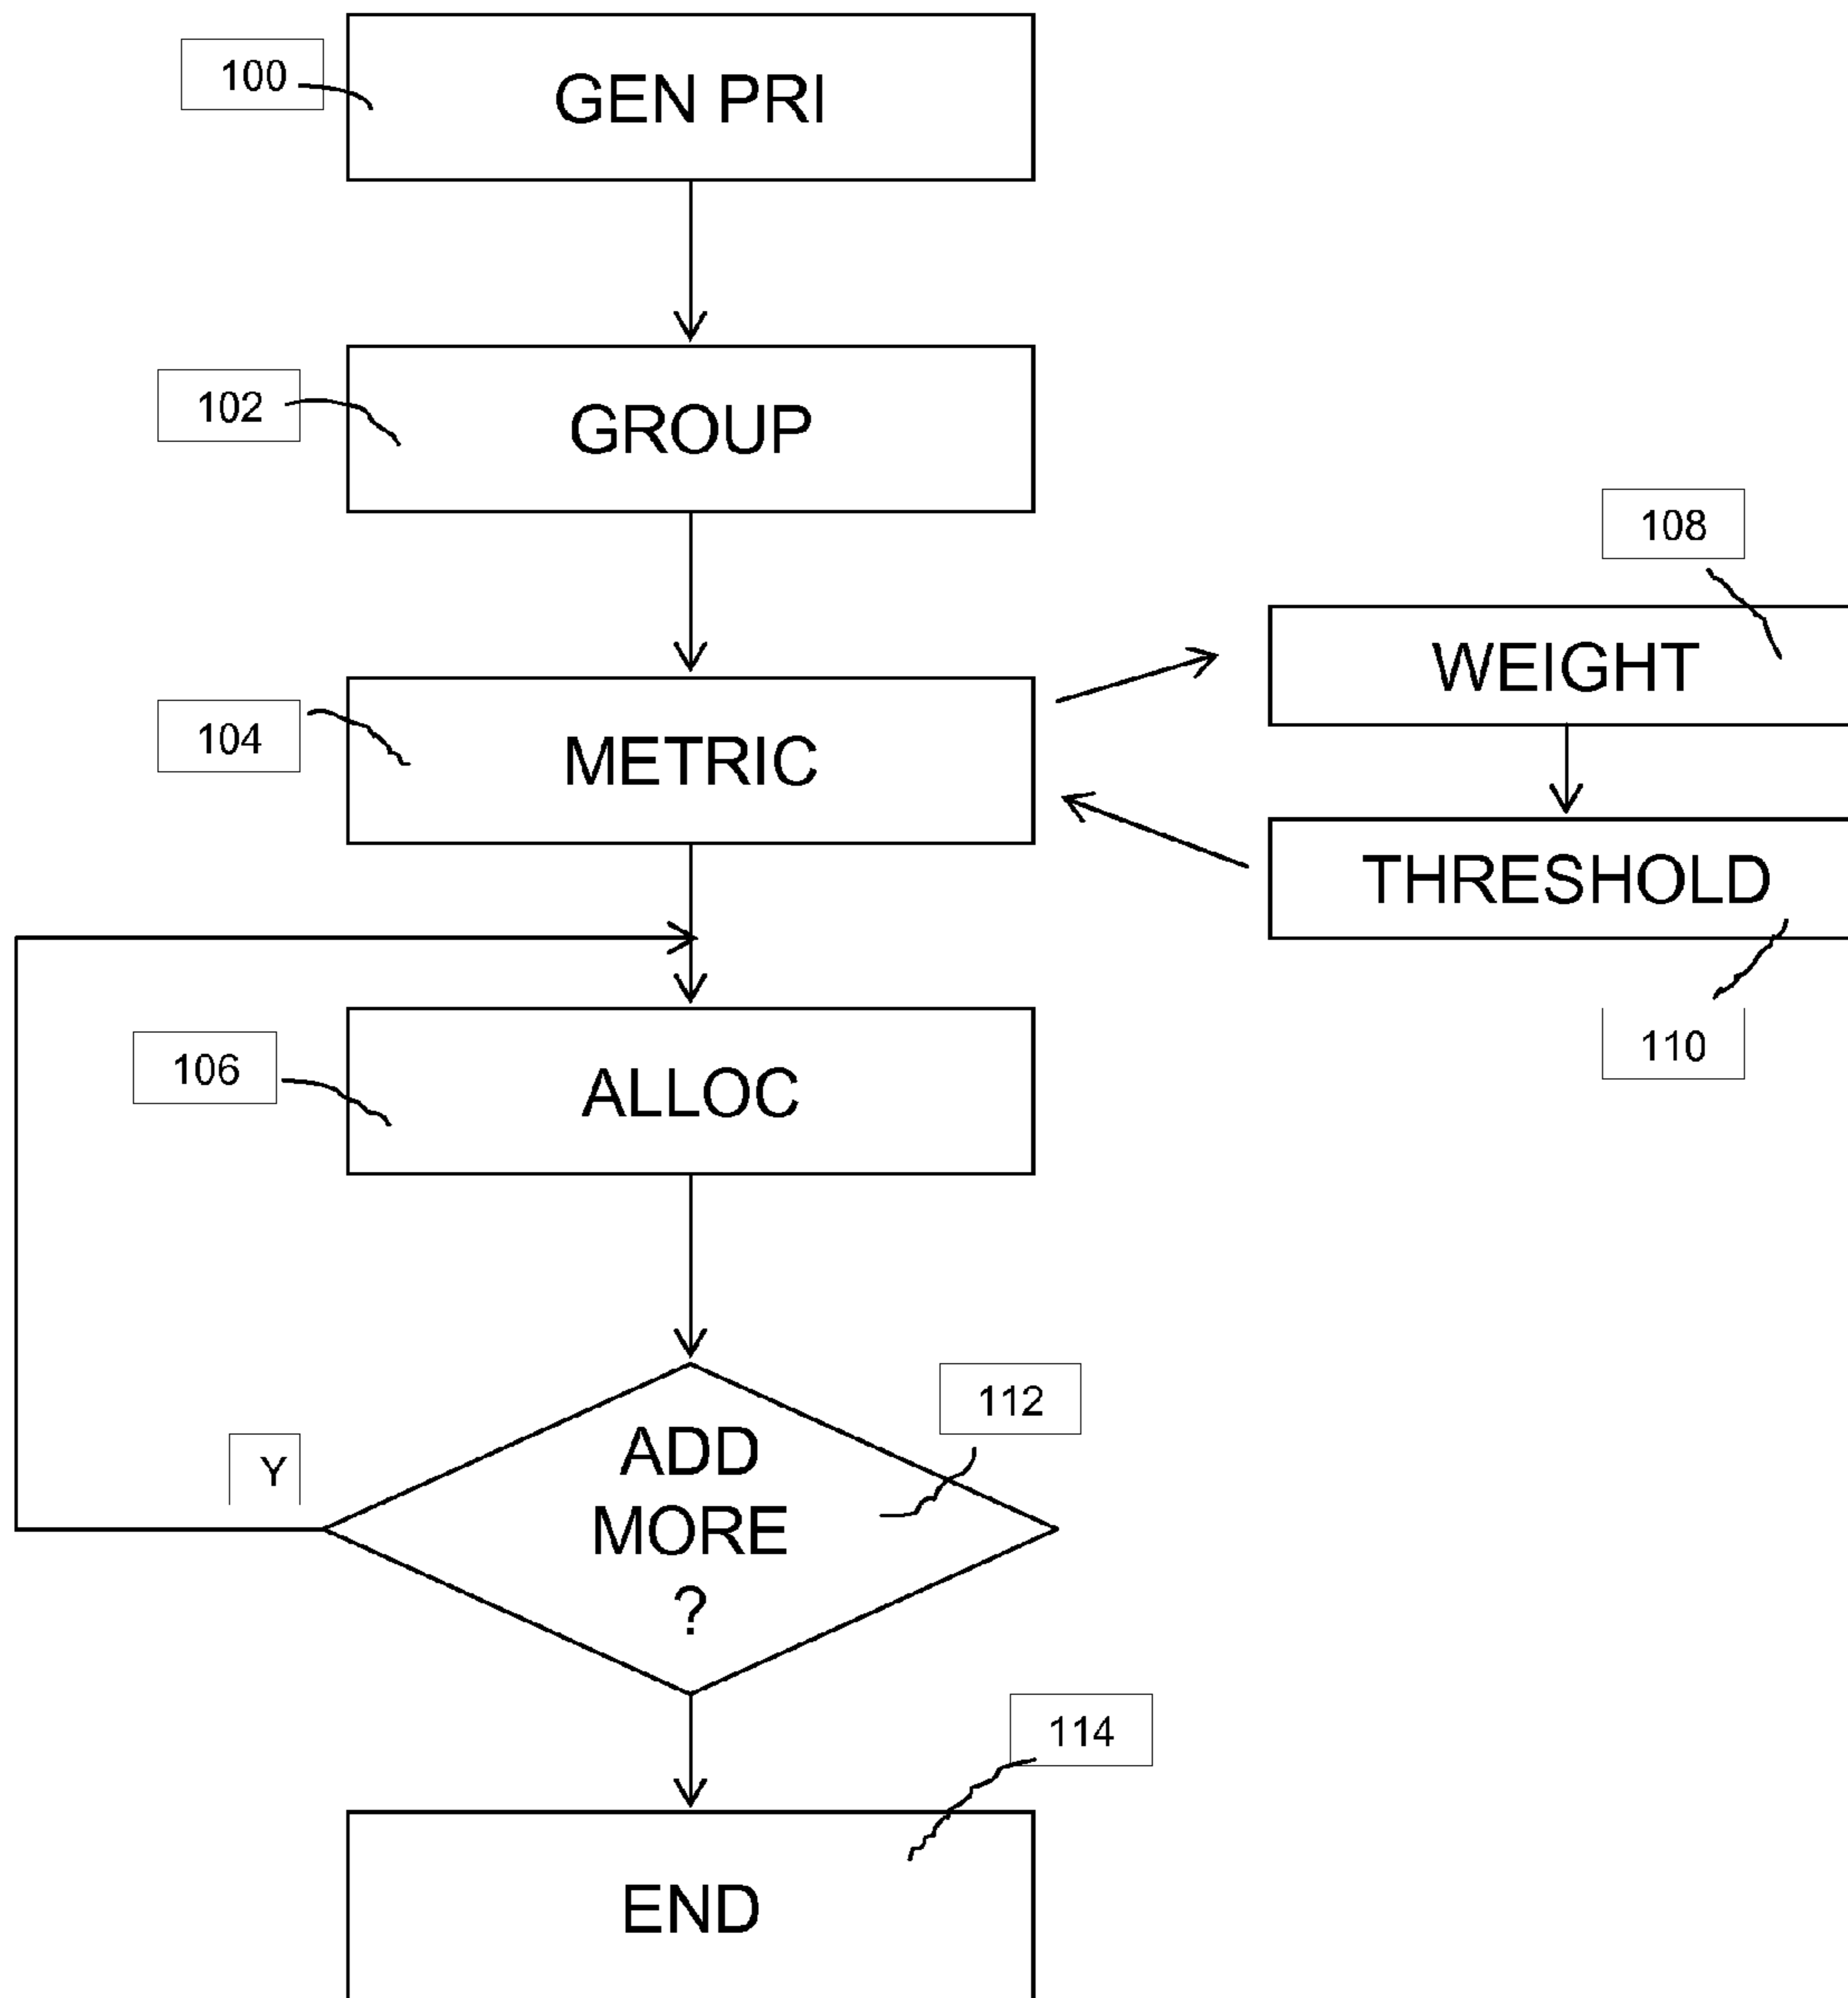 100
GEN PRI
102
GROUP
108
WEIGHT
104
METRIC
THRESHOLD
110
106
ALLOC
112
ADD
MORE
?
Y
114
END